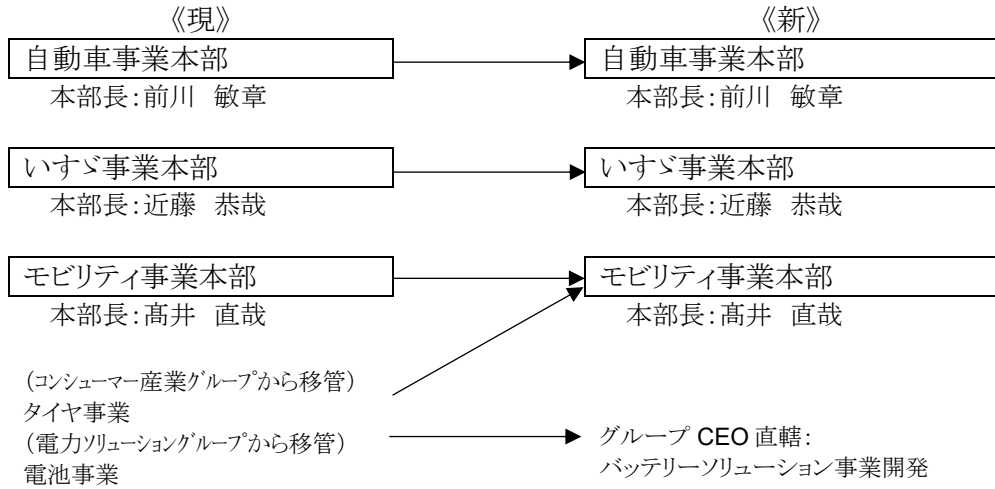 《現》 《新》
自動車事業本部 自動車事業本部
本部長:前川 敏章 本部長:前川 敏章
いすゞ事業本部 いすゞ事業本部
本部長:近藤 恭哉 本部長:近藤 恭哉
モビリティ事業本部 モビリティ事業本部
本部長:髙井 直哉 本部長:髙井 直哉
(コンシューマー産業グループから移管)
タイヤ事業
(電力ソリューショングループから移管) グループ CEO 直轄:
電池事業 バッテリーソリューション事業開発